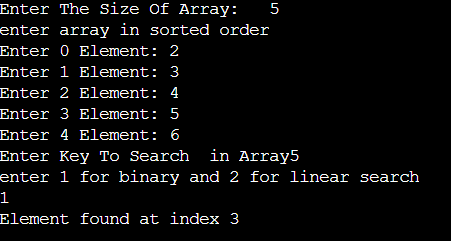 Enter The Size Of Array:   5
enter array in sorted order
Enter 0 Element: 2
Enter 1 Element: 3
Enter 2 Element: 4
Enter 3 Element: 5
Enter 4 Element: 6
Enter Key To Search  in Array5
enter 1 for binary and 2 for linear search
1
Element found at index 3